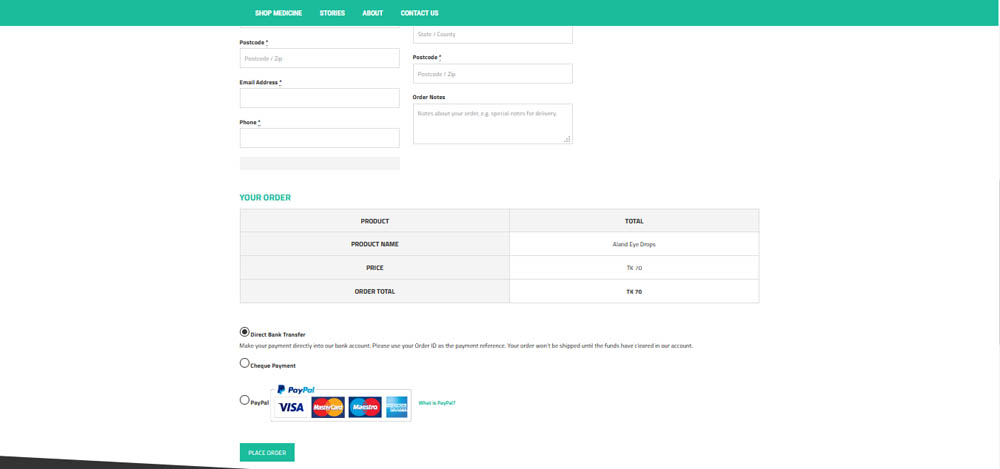 SHOP MEDICINE STORIES ABOUT CONTACT US
Postcode *
Postcode / Zip
Email Address *
Phone *
State / County
Postcode *
Postcode / Zip
Order Notes
Notes about your order, e.g. special notes for delivery.
YOUR ORDER
PRODUCT TOTAL
PRODUCT NAME Aland Eye Drops
PRICE TK 70
ORDER TOTAL TK 70
Direct Bank Transfer
Make your payment directly into our bank account. Please use your Order ID as the payment reference. Your order won't be shipped until the funds have cleared in our account.
Cheque Payment
PayPal
PayPal VISA MasterCard Maestro What is PayPal?
PLACE ORDER